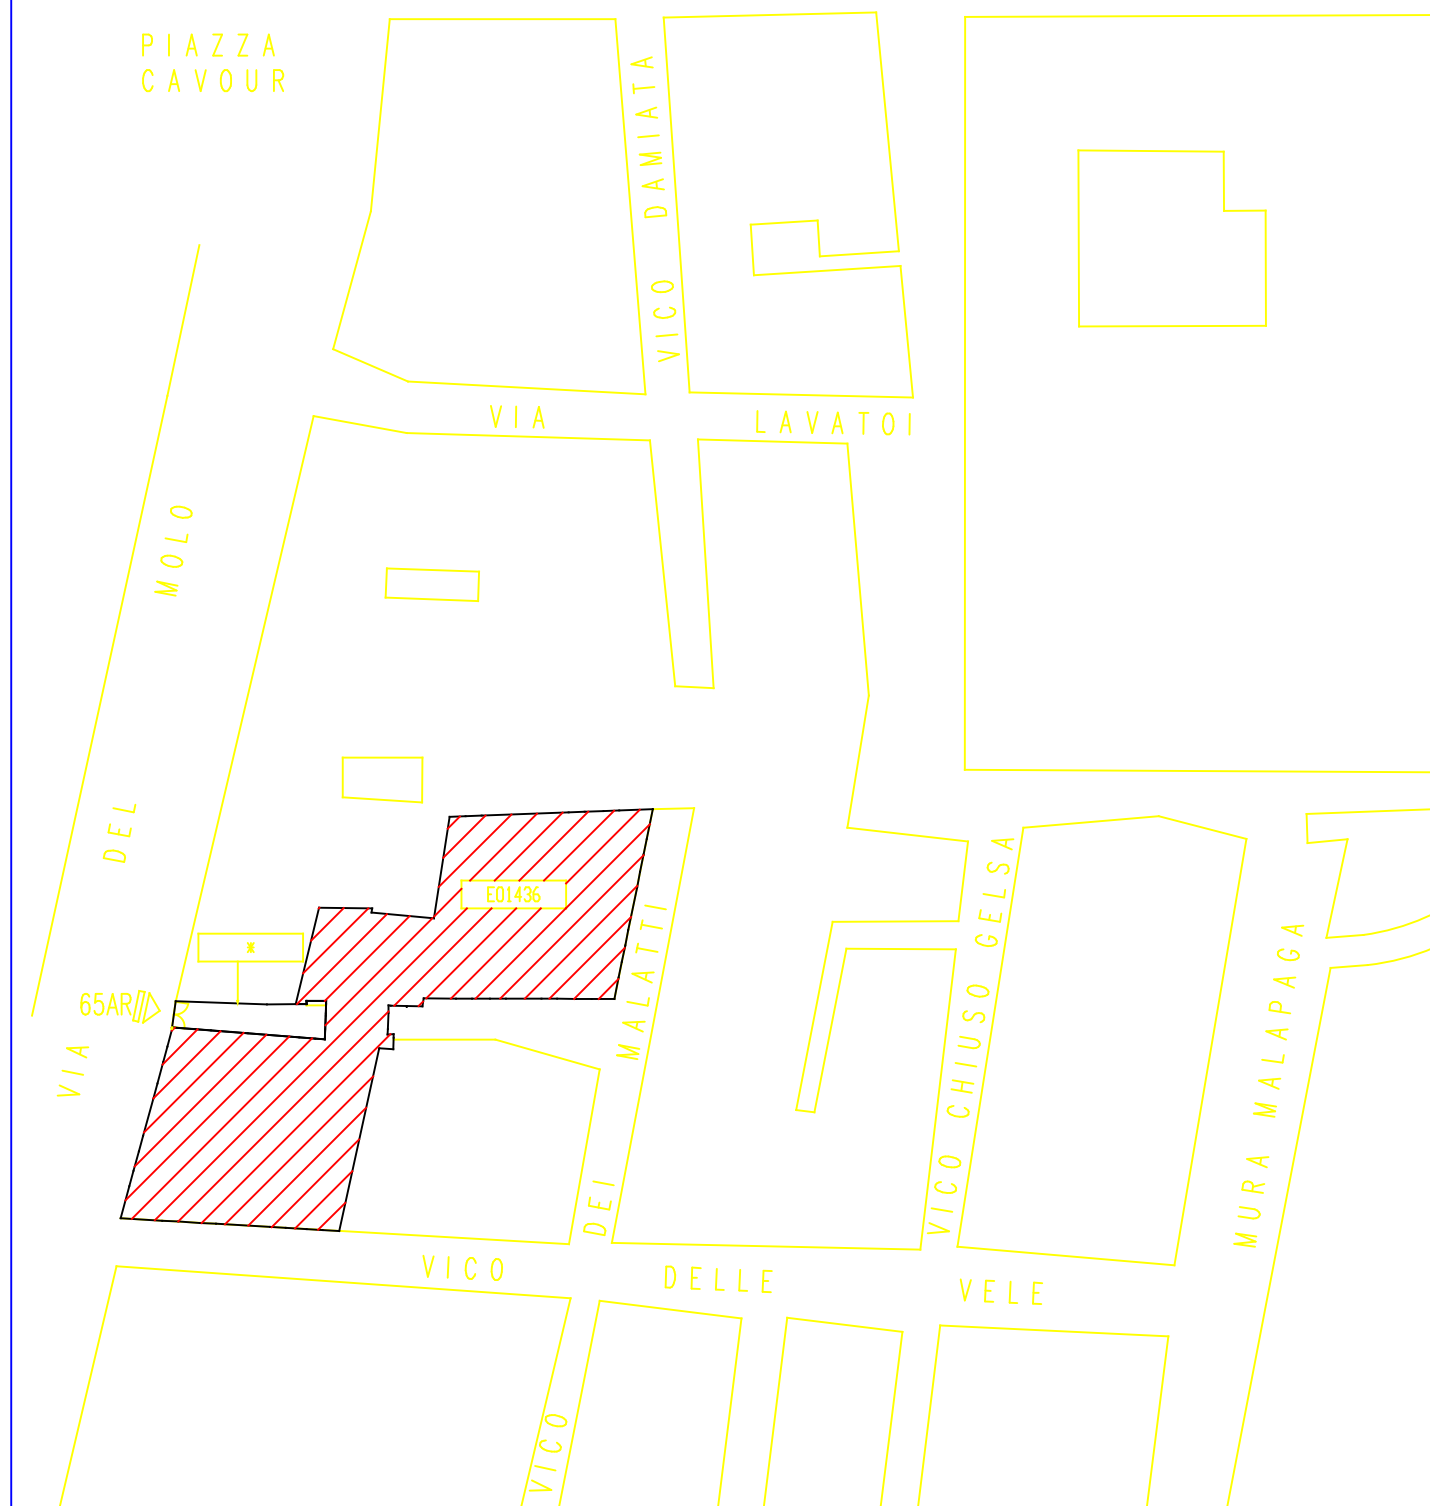 PIAZZA
CAVOUR
VICO DAMIATA
VIA LAVATOI
VIA DEL MOLO
E01436
*
65AR
VICO DEI MALATTI
VICO CHIUSO GELSA
MURA MALAPAGA
VICO DELLE VELE